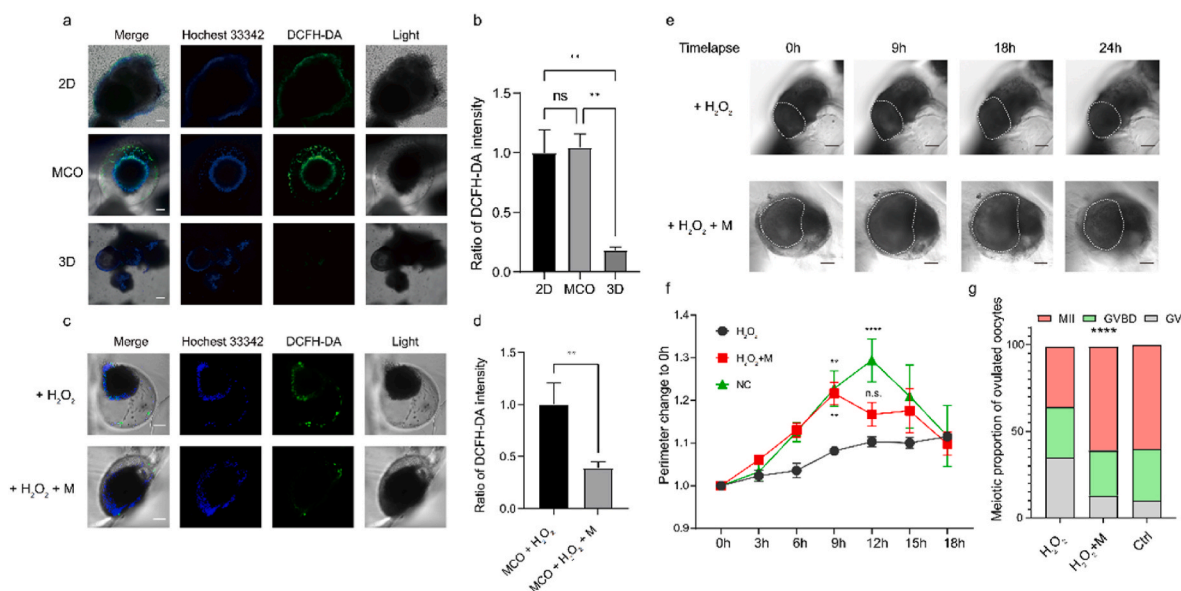 a
Merge Hochest 33342 DCFH-DA Light
2D
MCO
3D
b
Ratio of DCFH-DA intensity
**
ns **
1.5
1.0
0.5
0.0
2D MCO 3D
c
Merge Hochest 33342 DCFH-DA Light
+ H₂O₂
+ H₂O₂ + M
d
Ratio of DCFH-DA intensity
**
1.5
1.0
0.5
0.0
MCO + H₂O₂
MCO + H₂O₂ + M
e
Timelapse 0h 9h 18h 24h
+ H₂O₂
+ H₂O₂ + M
f
Perimeter change to 0h
1.4
1.3
1.2
1.1
1.0
0.9
H₂O₂
H₂O₂+M
NC
**
**
****
n.s.
0h 3h 6h 9h 12h 15h 18h
g
MII GVBD GV
****
Meiotic proportion of ovulated oocytes
100
50
0
H₂O₂
H₂O₂+M
Ctrl